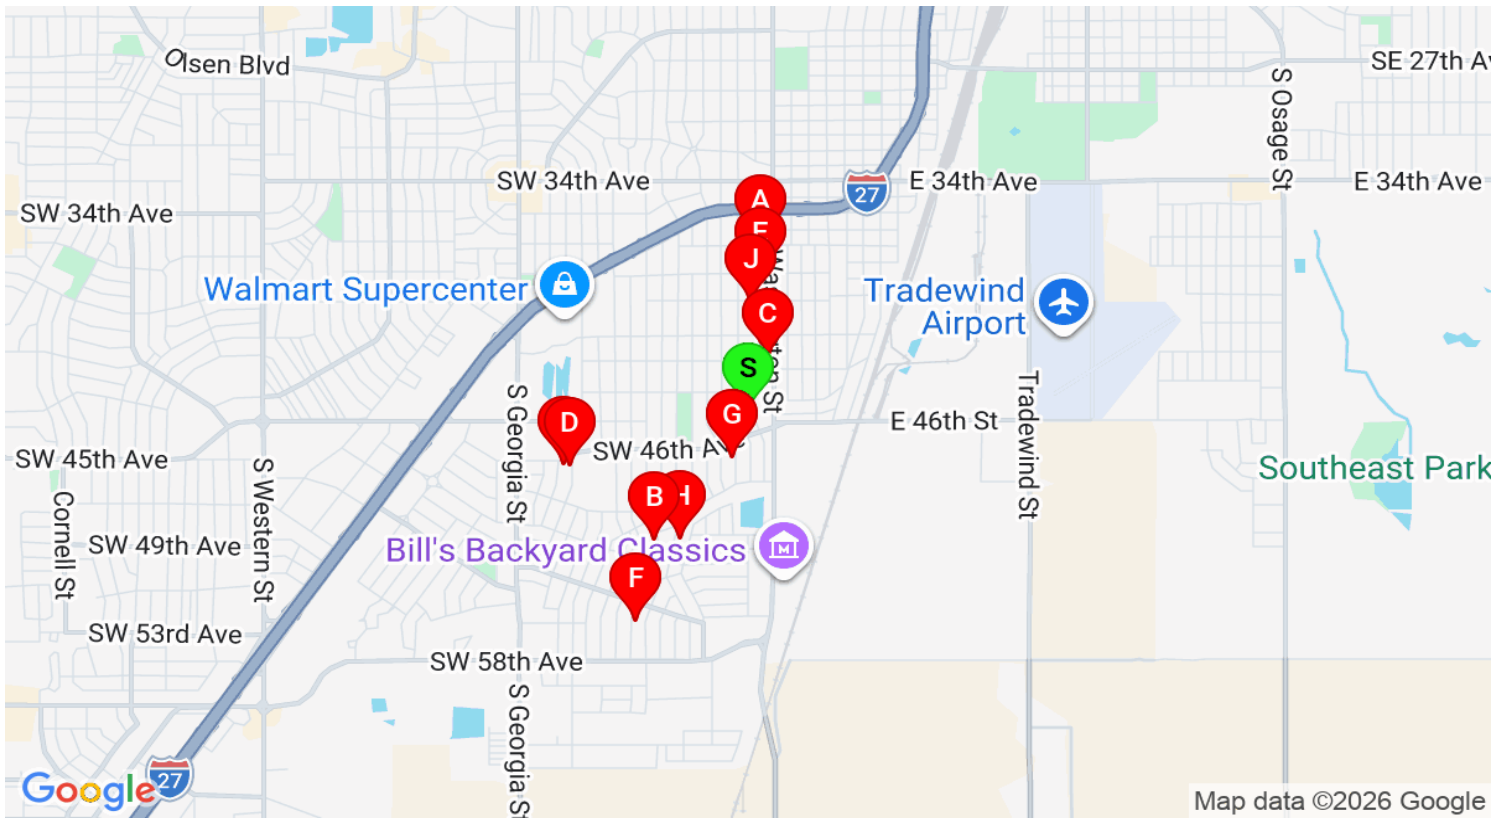 Olsen Blvd
SE 27th Av
S Osage St
SW 34th Ave
27
E 34th Ave
E 34th Ave
SW 34th Ave
A
E
J
Walmart Supercenter
Tradewind
Airport
C
S
S Georgia St
Tradewind St
G
D
SW 46th Ave
E 46th St
SW 45th Ave
S Western St
Southeast Park
Cornell St
B
H
SW 49th Ave
Bill's Backyard Classics
F
SW 53rd Ave
SW 58th Ave
S Georgia St
27
Google
Map data ©2026 Google